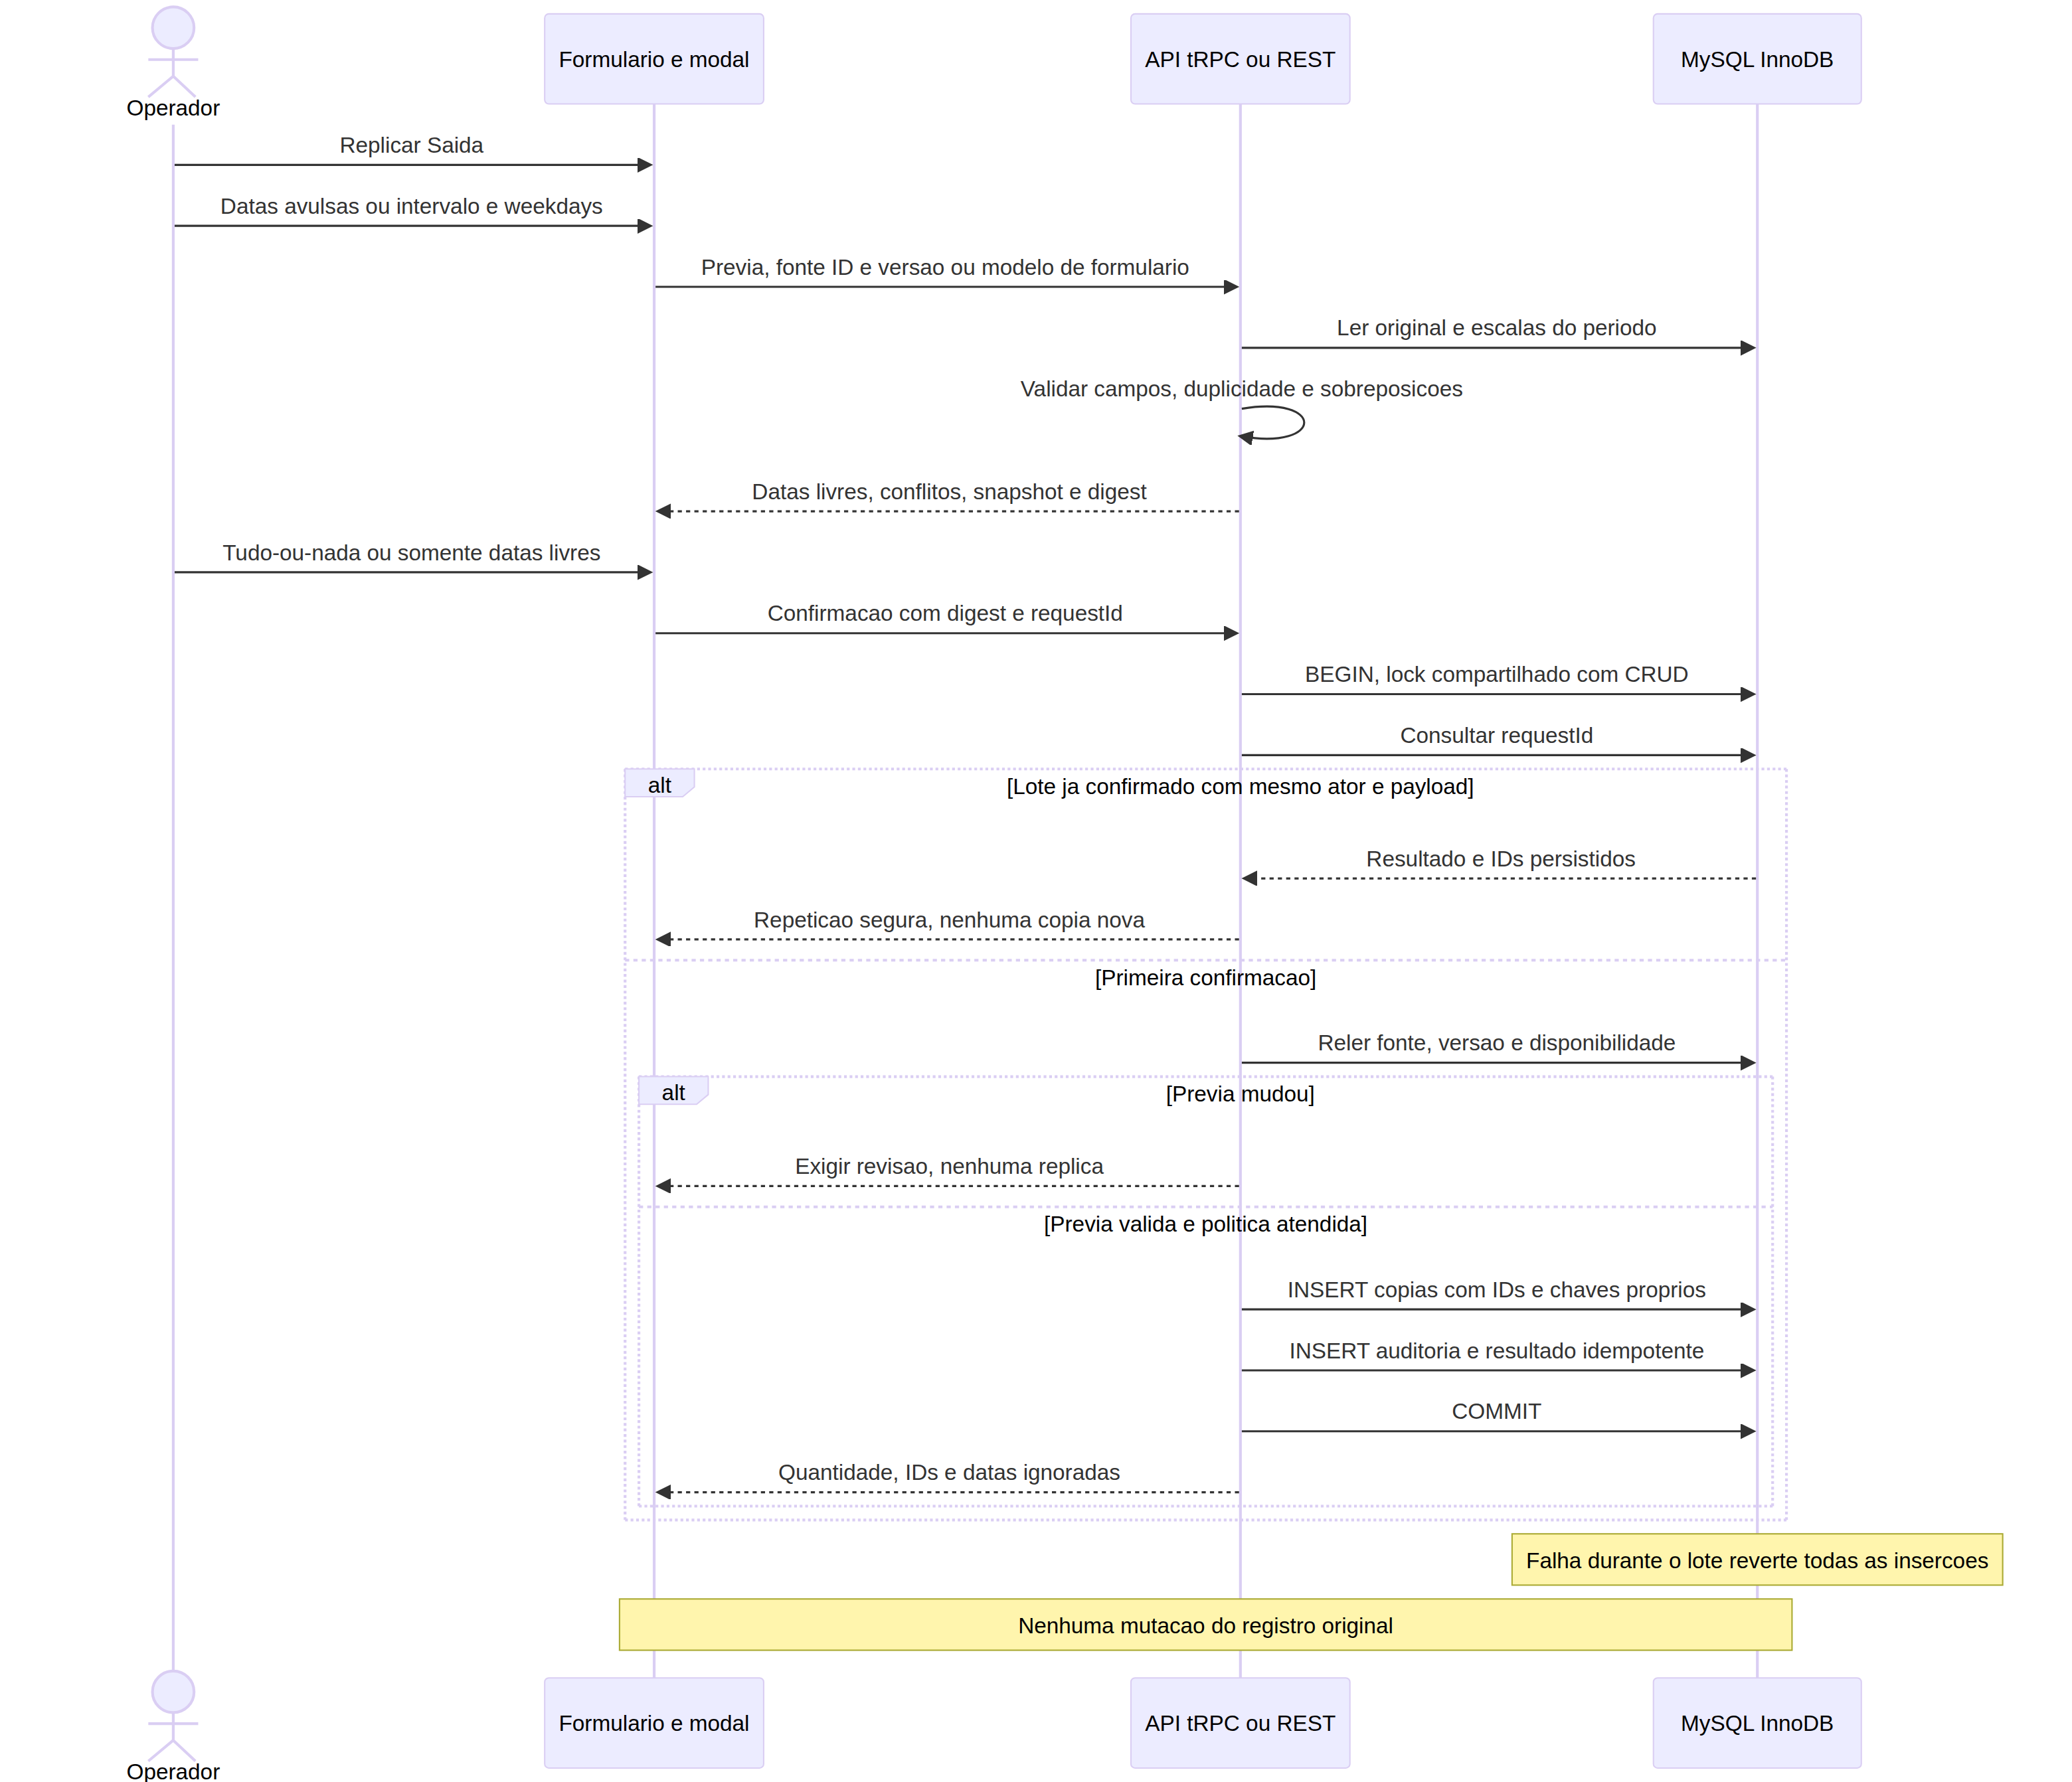 Operador
Formulario e modal
API tRPC ou REST
MySQL InnoDB
Replicar Saida
Datas avulsas ou intervalo e weekdays
Previa, fonte ID e versao ou modelo de formulario
Ler original e escalas do periodo
Validar campos, duplicidade e sobreposicoes
Datas livres, conflitos, snapshot e digest
Tudo-ou-nada ou somente datas livres
Confirmacao com digest e requestId
BEGIN, lock compartilhado com CRUD
Consultar requestId
alt
[Lote ja confirmado com mesmo ator e payload]
Resultado e IDs persistidos
Repeticao segura, nenhuma copia nova
[Primeira confirmacao]
Reler fonte, versao e disponibilidade
alt
[Previa mudou]
Exigir revisao, nenhuma replica
[Previa valida e politica atendida]
INSERT copias com IDs e chaves proprios
INSERT auditoria e resultado idempotente
COMMIT
Quantidade, IDs e datas ignoradas
Falha durante o lote reverte todas as insercoes
Nenhuma mutacao do registro original
Operador
Formulario e modal
API tRPC ou REST
MySQL InnoDB